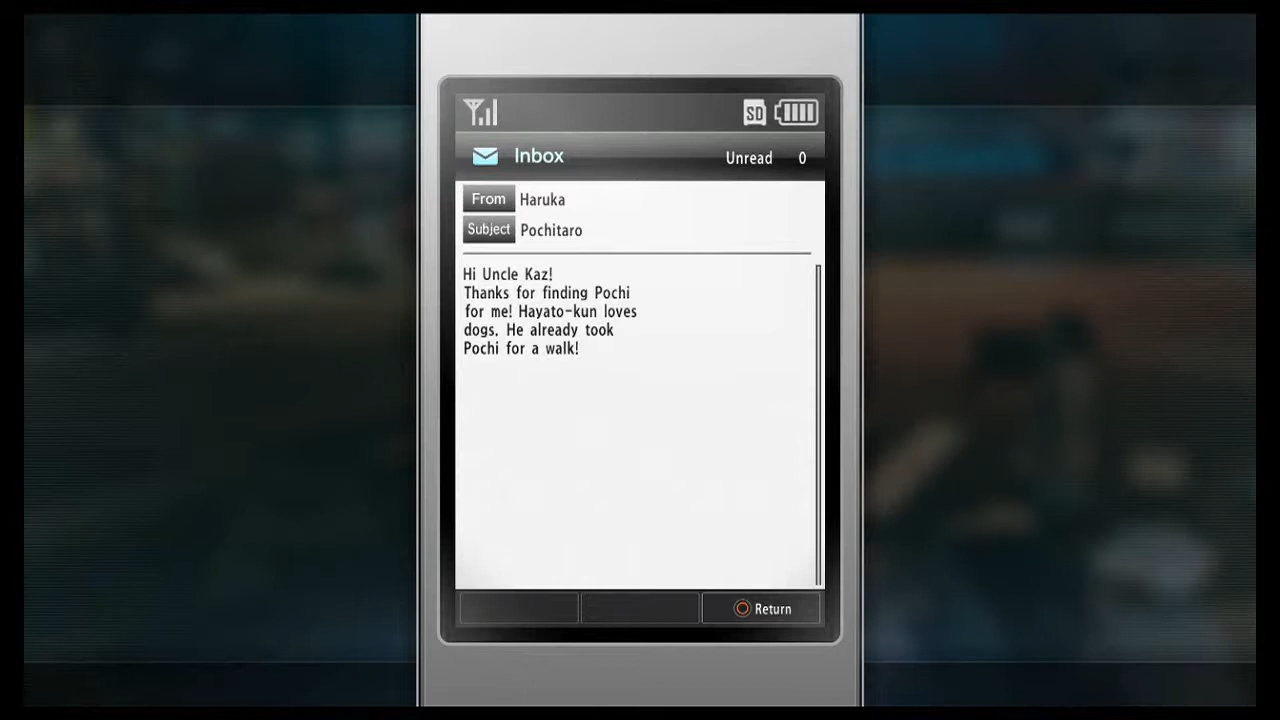 SD
Inbox Unread 0
From Haruka
Subject Pochitaro
Hi Uncle Kaz!
Thanks for finding Pochi
for me! Hayato-kun loves
dogs. He already took
Pochi for a walk!
Return